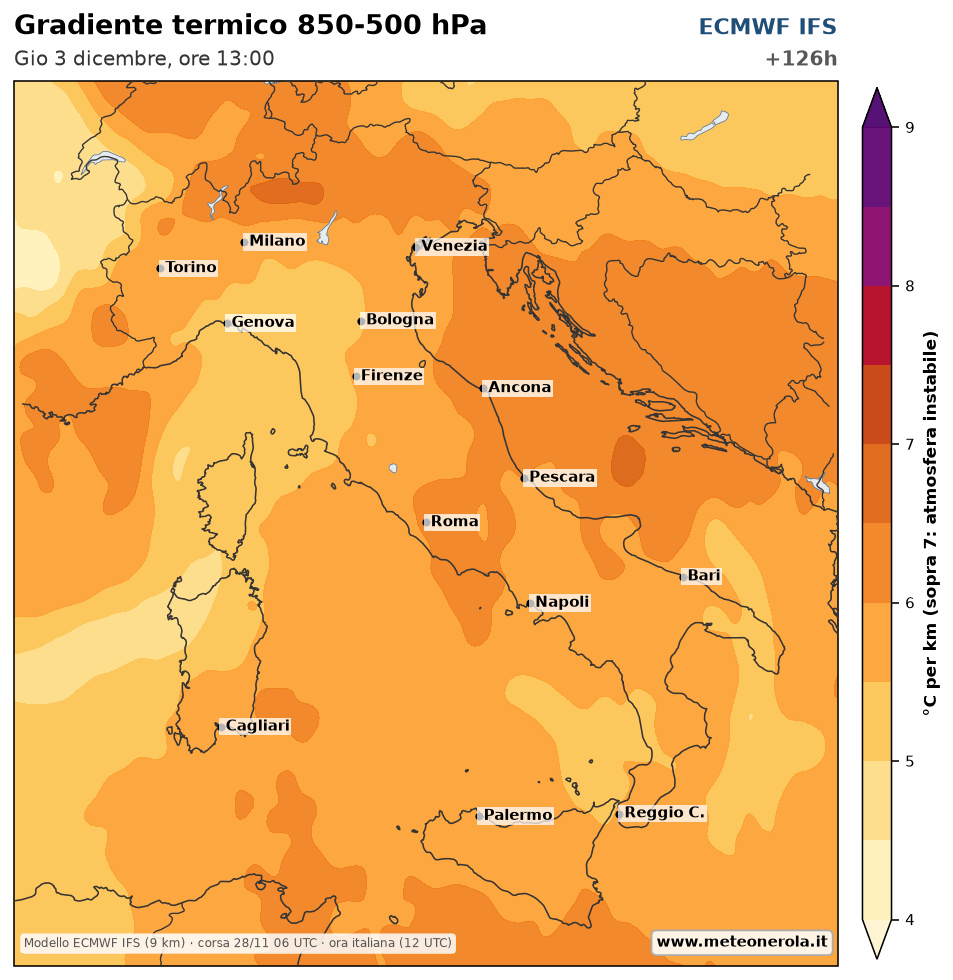 Gradiente termico 850-500 hPa
ECMWF IFS
Gio 3 dicembre, ore 13:00
+126h
Milano
Venezia
Torino
Genova
Bologna
Firenze
Ancona
Pescara
Roma
Bari
Napoli
Cagliari
Palermo
Reggio C.
9
8
7
6
5
4
°C per km (sopra 7: atmosfera instabile)
Modello ECMWF IFS (9 km) · corsa 28/11 06 UTC · ora italiana (12 UTC)
www.meteonerola.it